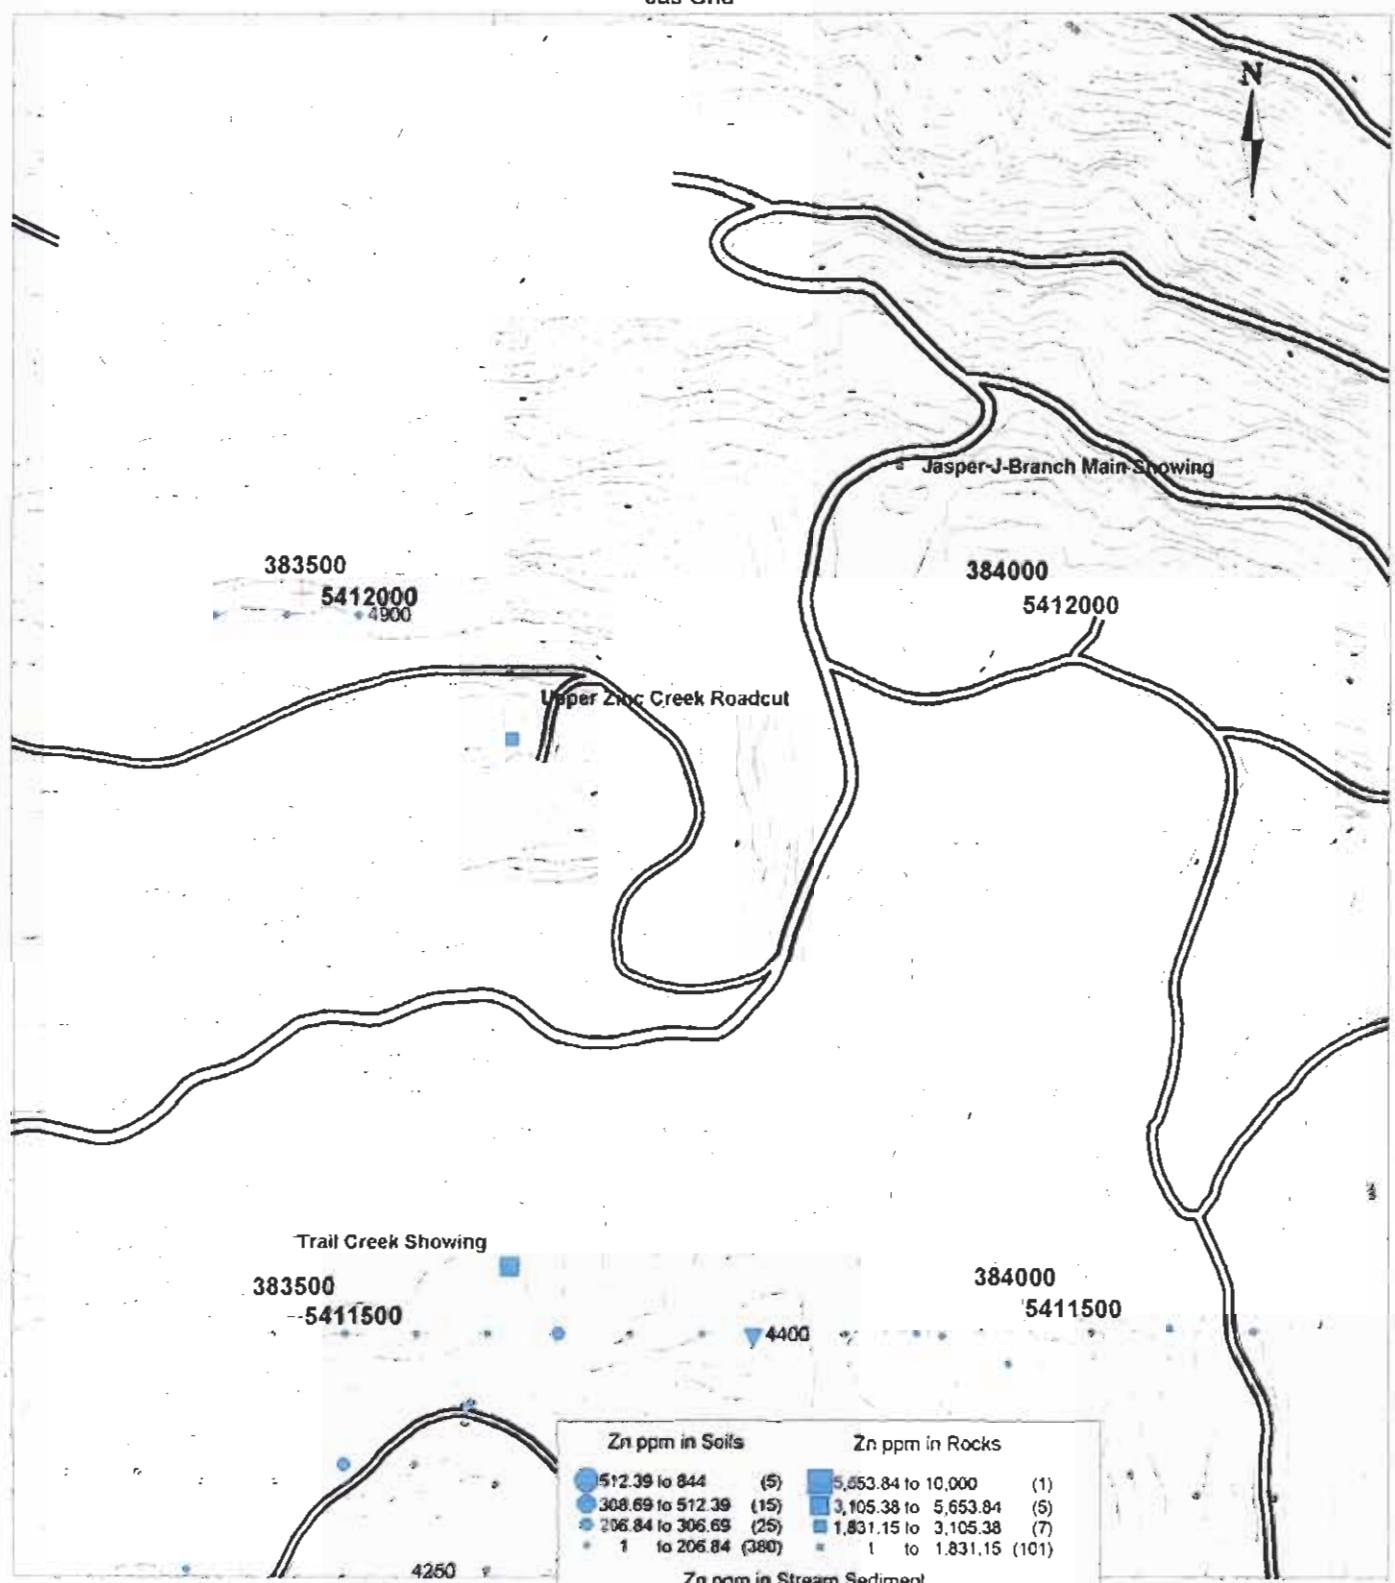 N
Jasper-J-Branch Main Showing
383500
5412000
4900
384000
5412000
Upper Zinc Creek Roadcut
Trail Creek Showing
383500
5411500
4400
384000
5411500
4250
Zn ppm in Soils
512.39 to 844 (5)
308.69 to 512.39 (15)
206.84 to 306.69 (25)
1 to 206.84 (380)
Zn ppm in Rocks
5,653.84 to 10,000 (1)
3,105.38 to 5,653.84 (5)
1,831.15 to 3,105.38 (7)
1 to 1,831.15 (101)
Zn ppm in Stream Sediment